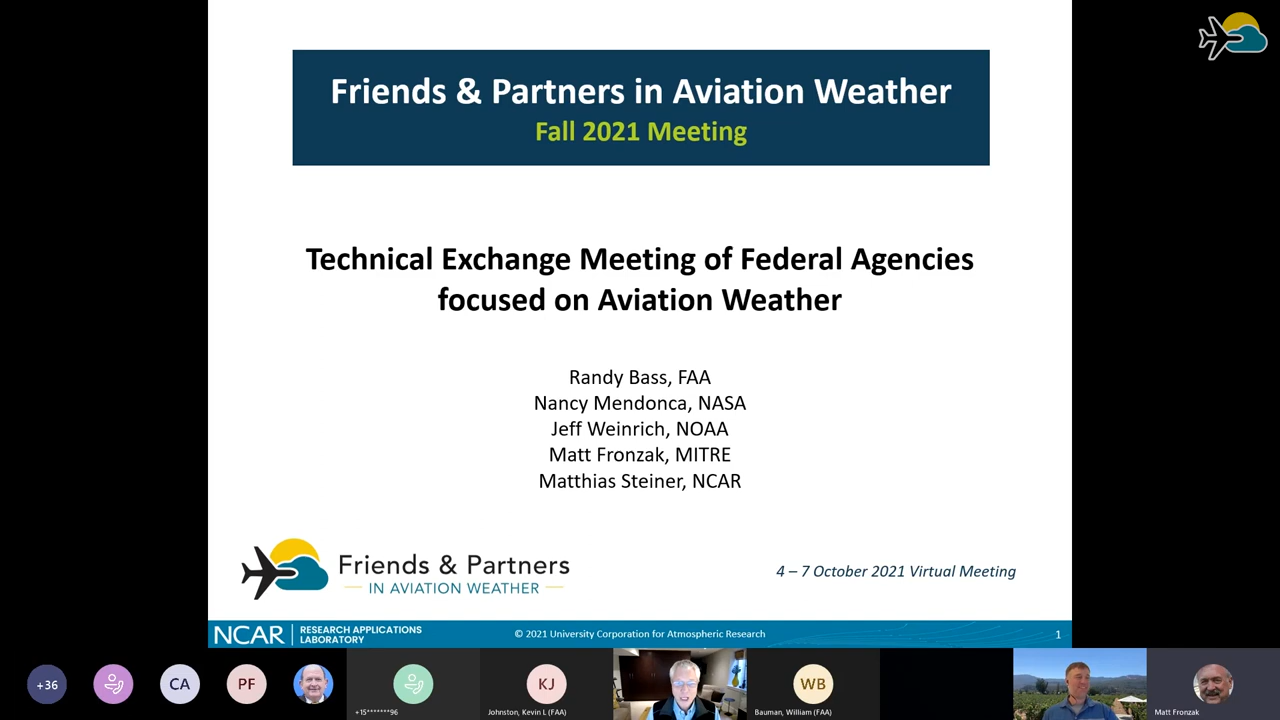 Friends & Partners in Aviation Weather
Fall 2021 Meeting
Technical Exchange Meeting of Federal Agencies
focused on Aviation Weather
Randy Bass, FAA
Nancy Mendonca, NASA
Jeff Weinrich, NOAA
Matt Fronzak, MITRE
Matthias Steiner, NCAR
Friends & Partners
IN AVIATION WEATHER
4 – 7 October 2021 Virtual Meeting
NCAR
RESEARCH APPLICATIONS
LABORATORY
© 2021 University Corporation for Atmospheric Research
1
+36
CA
PF
+15*******96
KJ
Johnston, Kevin L (FAA)
WB
Bauman, William (FAA)
Matt Fronzak